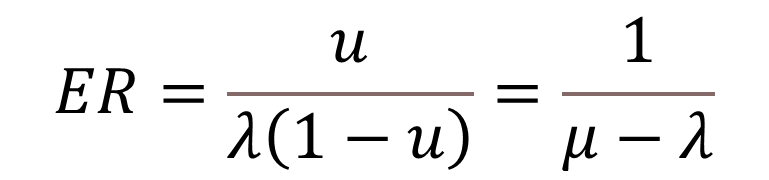 ER = u / λ(1 − u) = 1 / μ − λ